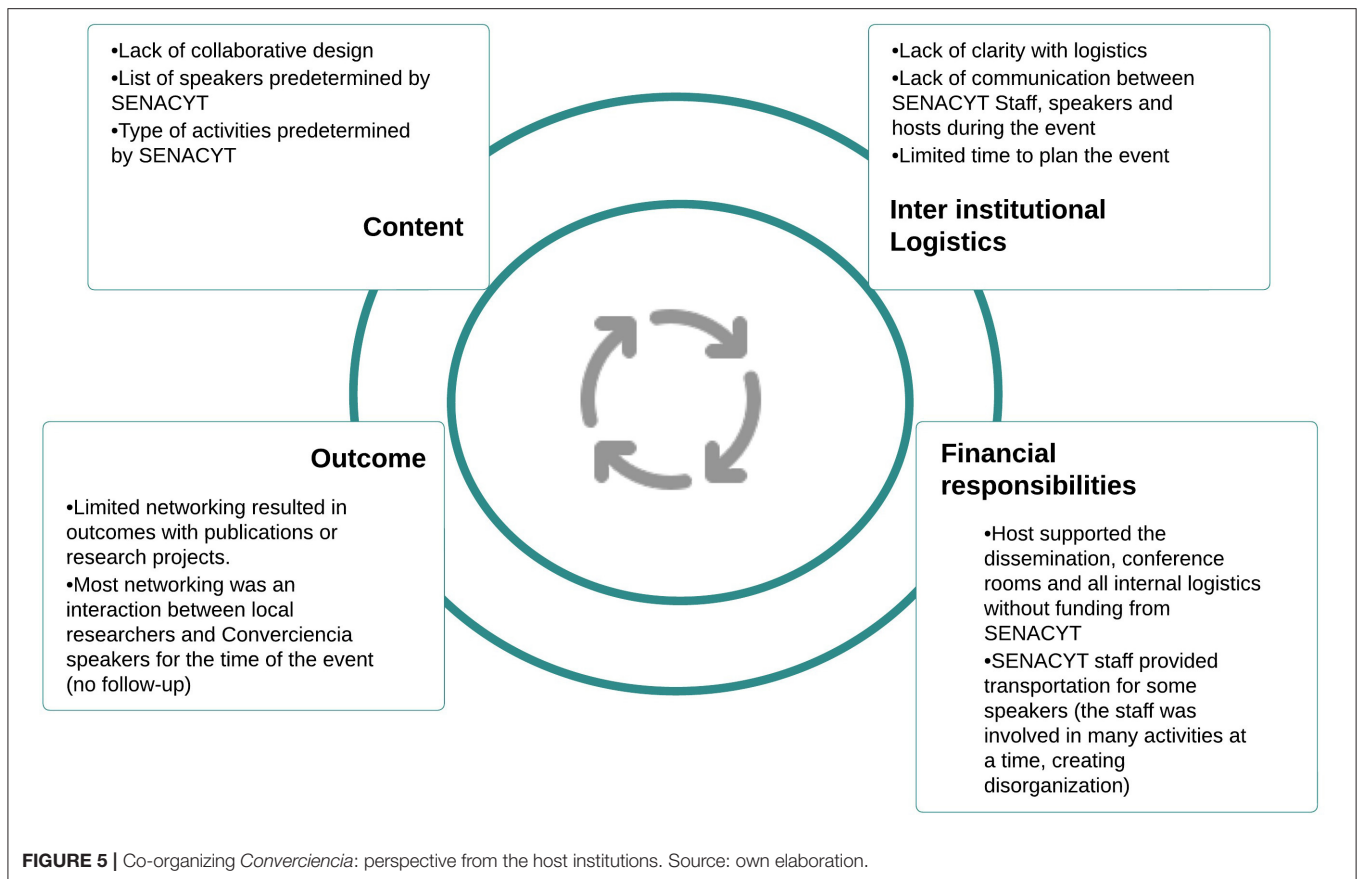 •Lack of collaborative design
•List of speakers predetermined by
SENACYT
•Type of activities predetermined
by SENACYT
Content
•Lack of clarity with logistics
•Lack of communication between
SENACYT Staff, speakers and
hosts during the event
•Limited time to plan the event
Inter institutional
Logistics
Outcome
•Limited networking resulted in
outcomes with publications or
research projects.
•Most networking was an
interaction between local
researchers and Converciencia
speakers for the time of the event
(no follow-up)
Financial
responsibilities
•Host supported the
dissemination, conference
rooms and all internal logistics
without funding from
SENACYT
•SENACYT staff provided
transportation for some
speakers (the staff was
involved in many activities at
a time, creating
disorganization)
FIGURE 5 | Co-organizing Converciencia: perspective from the host institutions. Source: own elaboration.